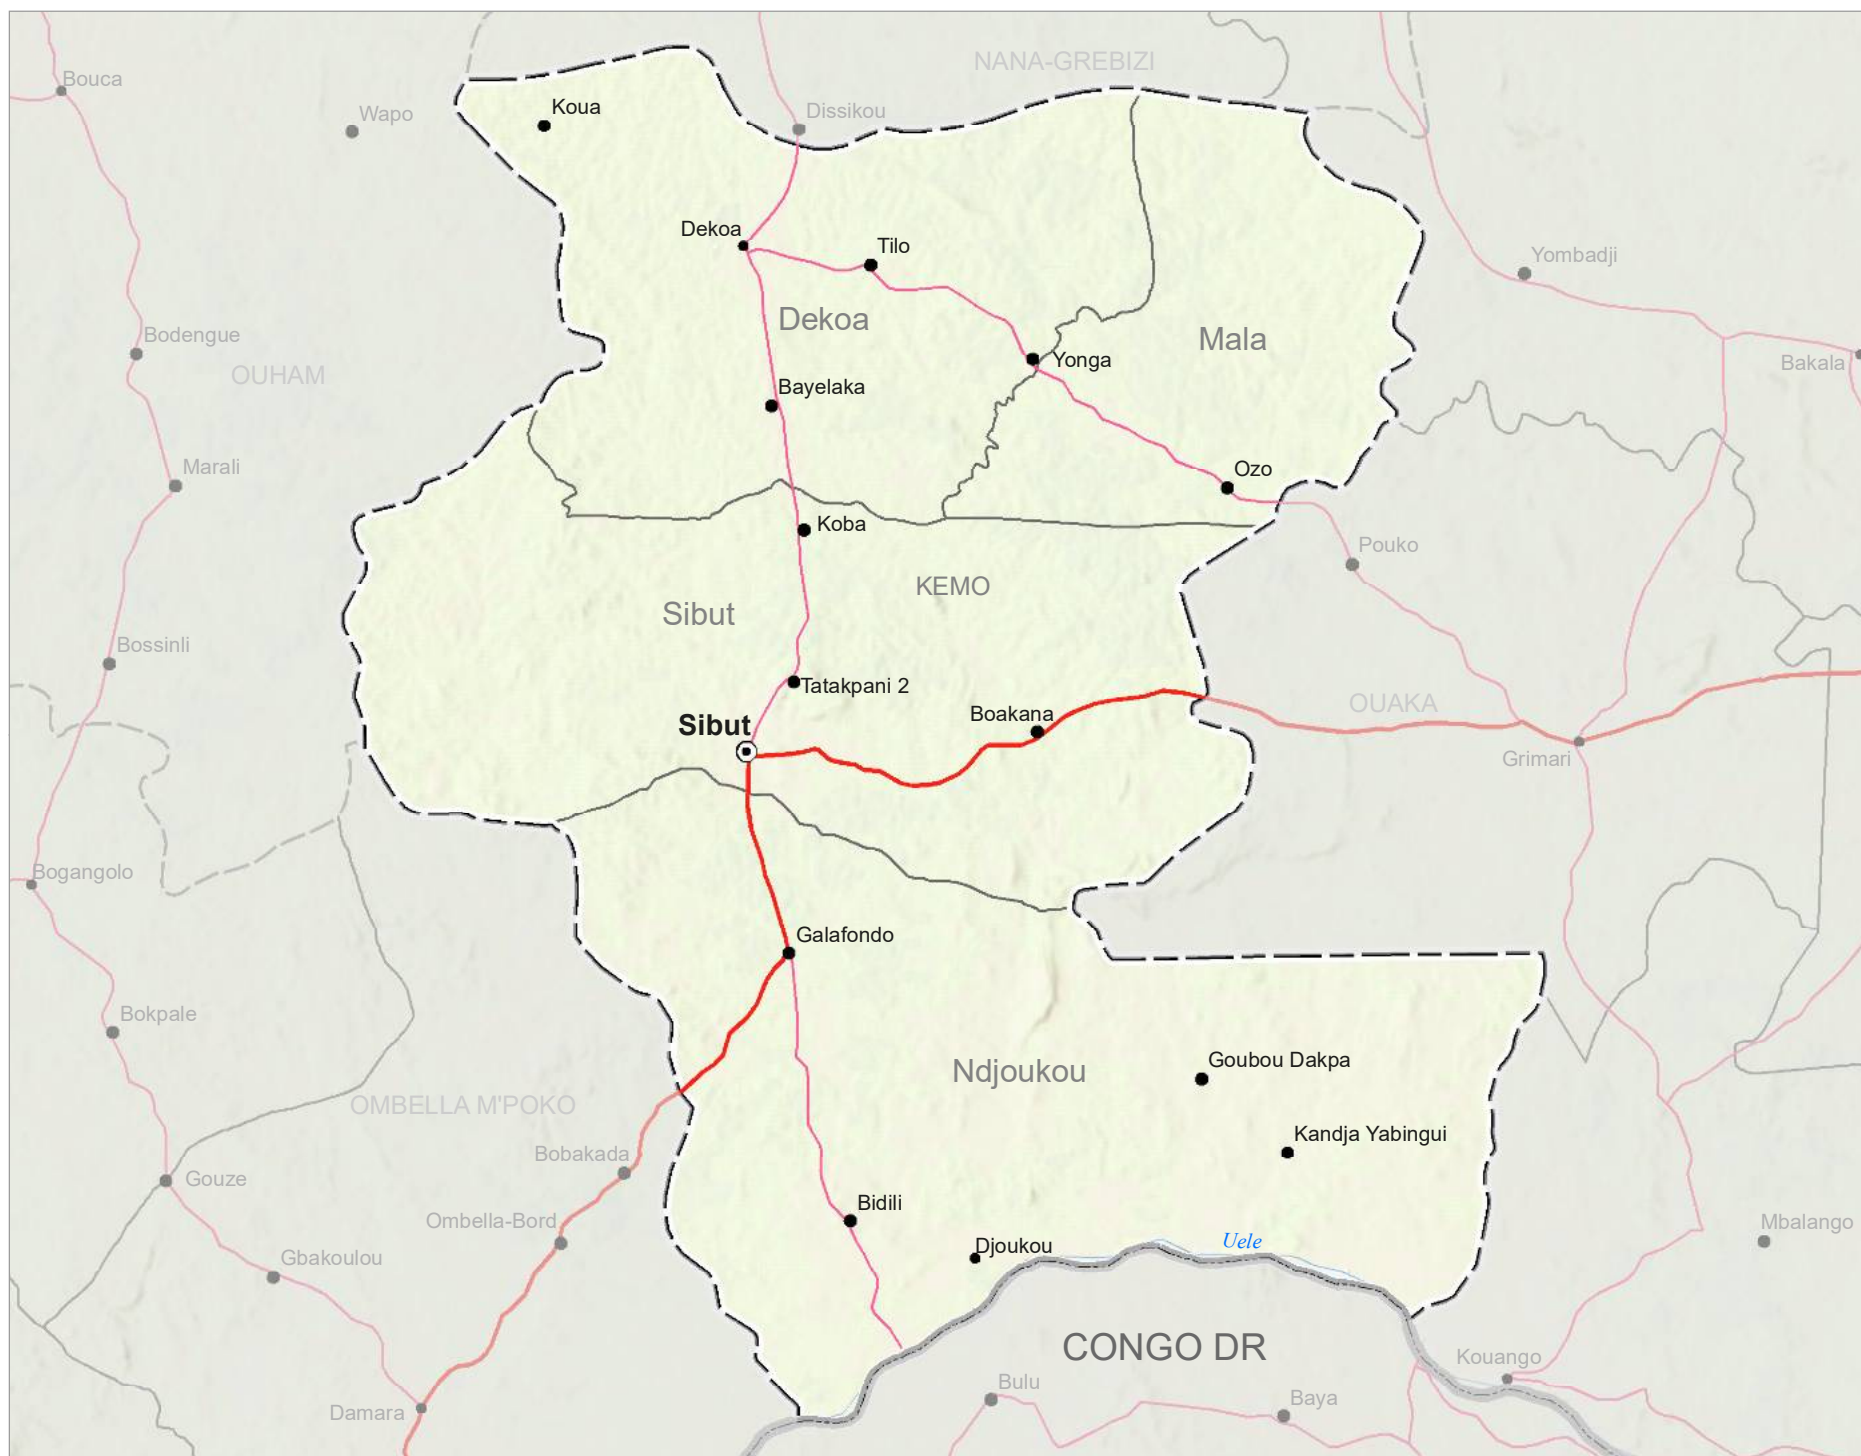 NANA-GREBIZI
Bouca
Koua
Wapo
Dissikou
Dekoa
Tilo
Yombadji
Dekoa
Mala
Bodengue
Yonga
Bakala
OUHAM
Bayelaka
Marali
Ozo
Koba
Pouko
KEMO
Sibut
Bossinli
Tatakpani 2
OUAKA
Boakana
Sibut
Grimari
Bogangolo
Galafondo
Bokpale
Goubou Dakpa
Ndjoukou
OMBELLA M'POKO
Kandja Yabingui
Bobakada
Gouze
Bidili
Ombella-Bord
Mbalango
Uele
Djoukou
Gbakoulou
CONGO DR
Kouango
Bulu
Baya
Damara